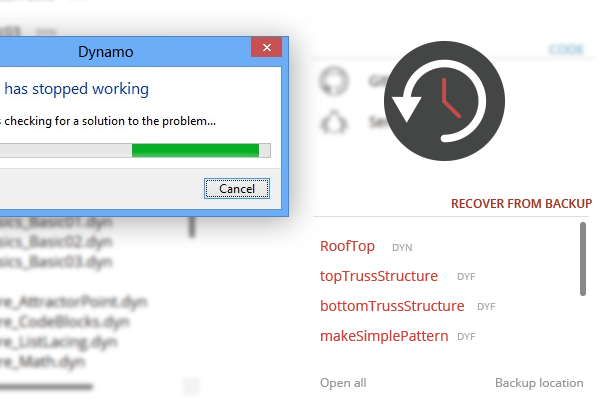 Dynamo
has stopped working
checking for a solution to the problem...
Cancel
CODE
RECOVER FROM BACKUP
RoofTop DYN
topTrussStructure DYF
bottomTrussStructure DYF
makeSimplePattern DYF
Open all Backup location
sics_Basic01.dyn
sics_Basic02.dyn
sics_Basic03.dyn
re_AttractorPoint.dyn
re_CodeBlocks.dyn
re_ListLacing.dyn
re_Math.dyn